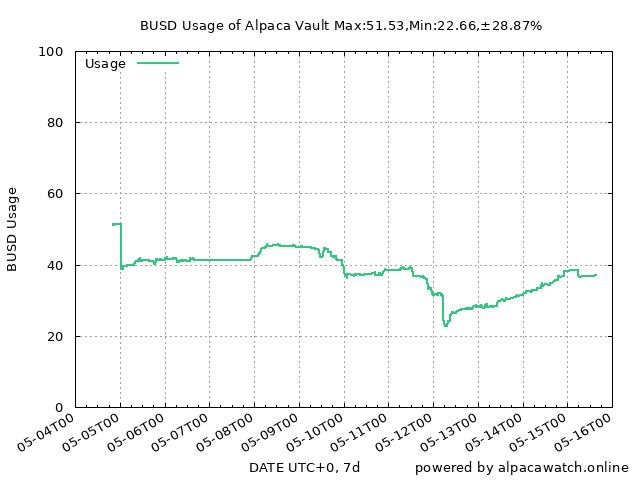 BUSD Usage of Alpaca Vault Max:51.53,Min:22.66,±28.87%
Usage
BUSD Usage
100
80
60
40
20
0
05-04T00
05-05T00
05-06T00
05-07T00
05-08T00
05-09T00
05-10T00
05-11T00
05-12T00
05-13T00
05-14T00
05-15T00
05-16T00
DATE UTC+0, 7d
powered by alpacawatch.online